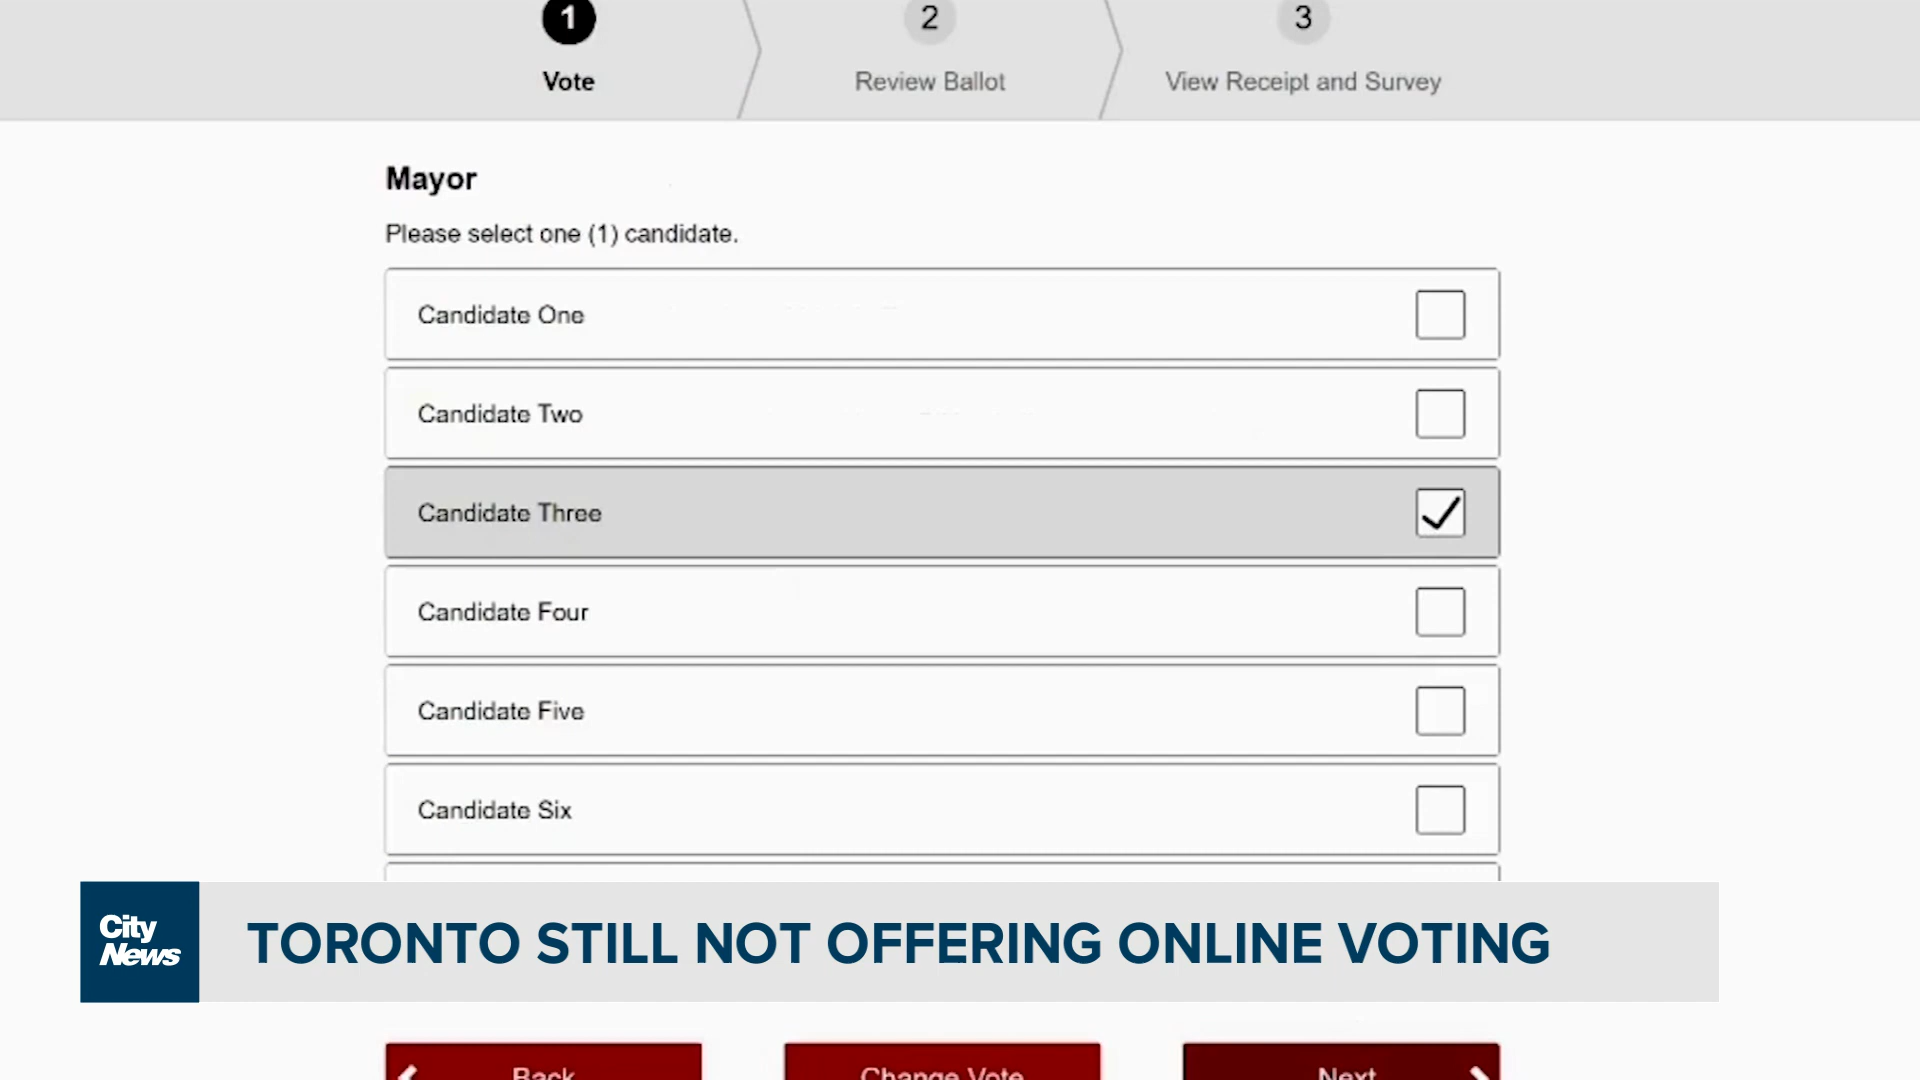 1
2
3
Vote
Review Ballot
View Receipt and Survey
Mayor
Please select one (1) candidate.
Candidate One
Candidate Two
Candidate Three
Candidate Four
Candidate Five
Candidate Six
City
News
TORONTO STILL NOT OFFERING ONLINE VOTING
Back
Change Vote
Next